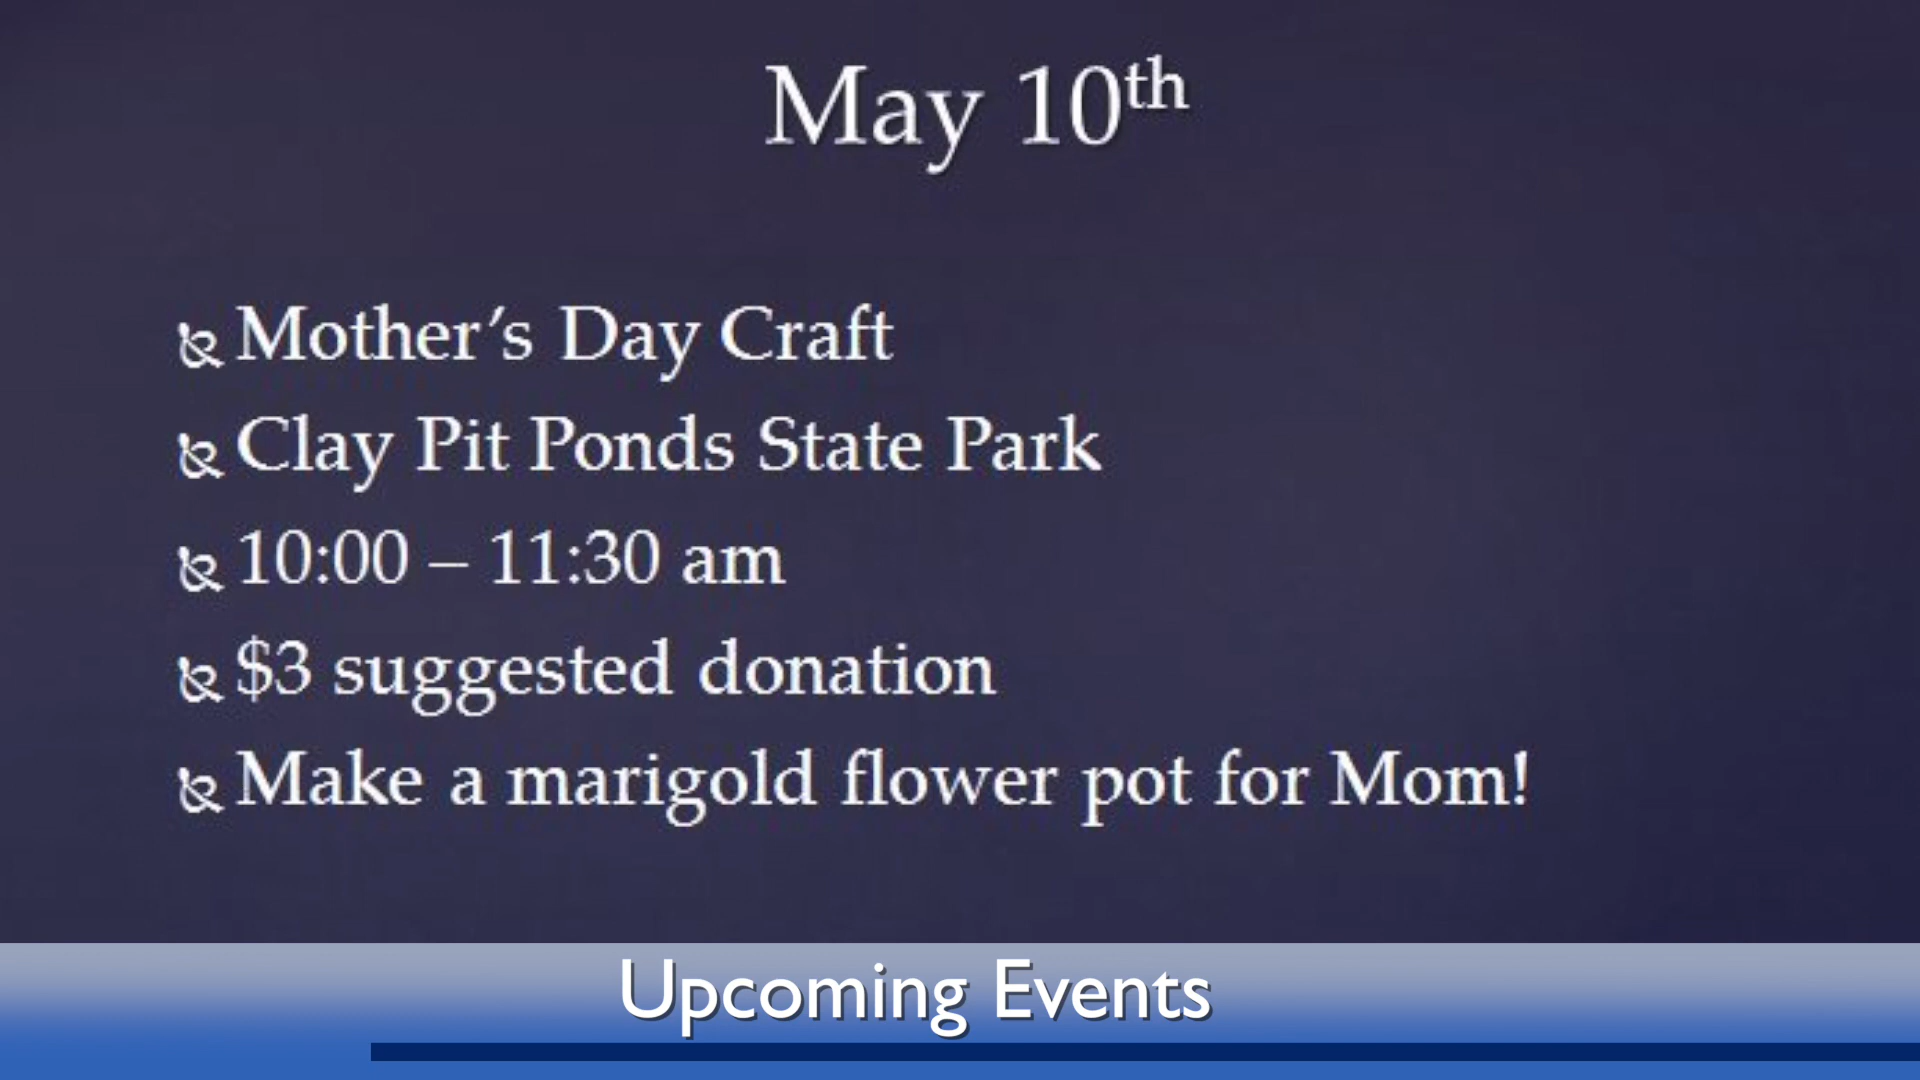 May 10th
Mother's Day Craft
Clay Pit Ponds State Park
10:00 – 11:30 am
$3 suggested donation
Make a marigold flower pot for Mom!
Upcoming Events